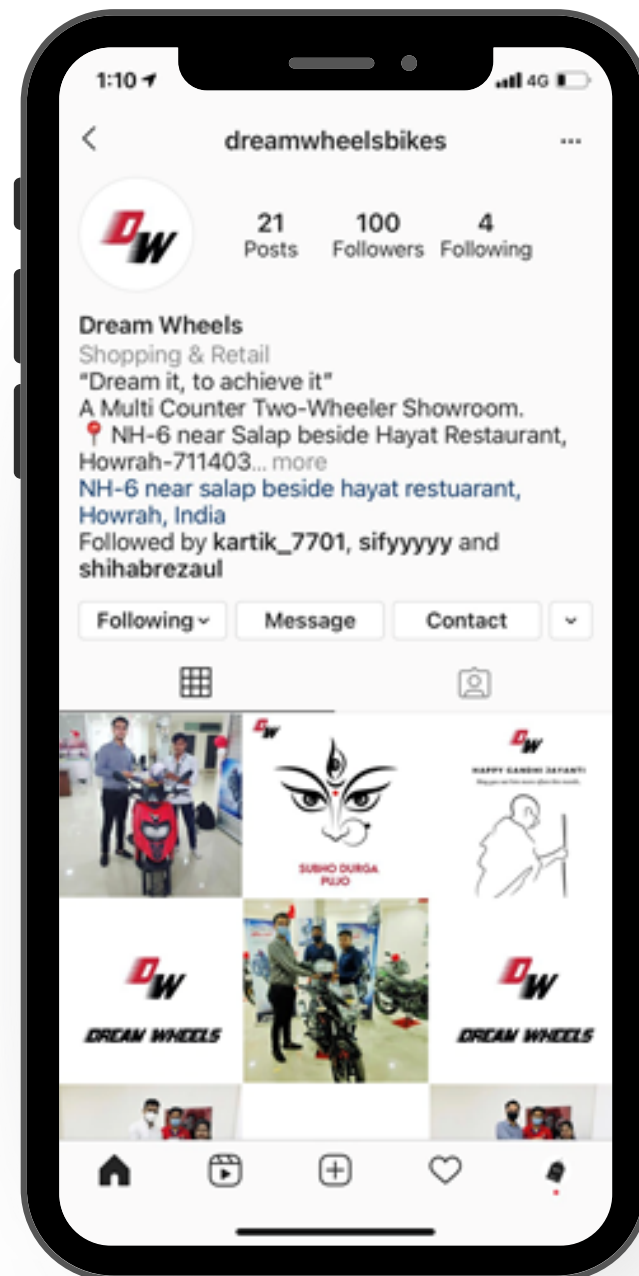 1:10
4G
dreamwheelsbikes
DW
21 100 4
Posts Followers Following
Dream Wheels
Shopping & Retail
"Dream it, to achieve it"
A Multi Counter Two-Wheeler Showroom.
NH-6 near Salap beside Hayat Restaurant,
Howrah-711403... more
NH-6 near salap beside hayat restuarant,
Howrah, India
Followed by kartik_7701, sifyyyyy and
shihabrezaul
Following Message Contact
DW
SUBHO DURGA
PUJO
DW
HAPPY GANDHI JAYANTI
DW
DREAM WHEELS
DW
DREAM WHEELS